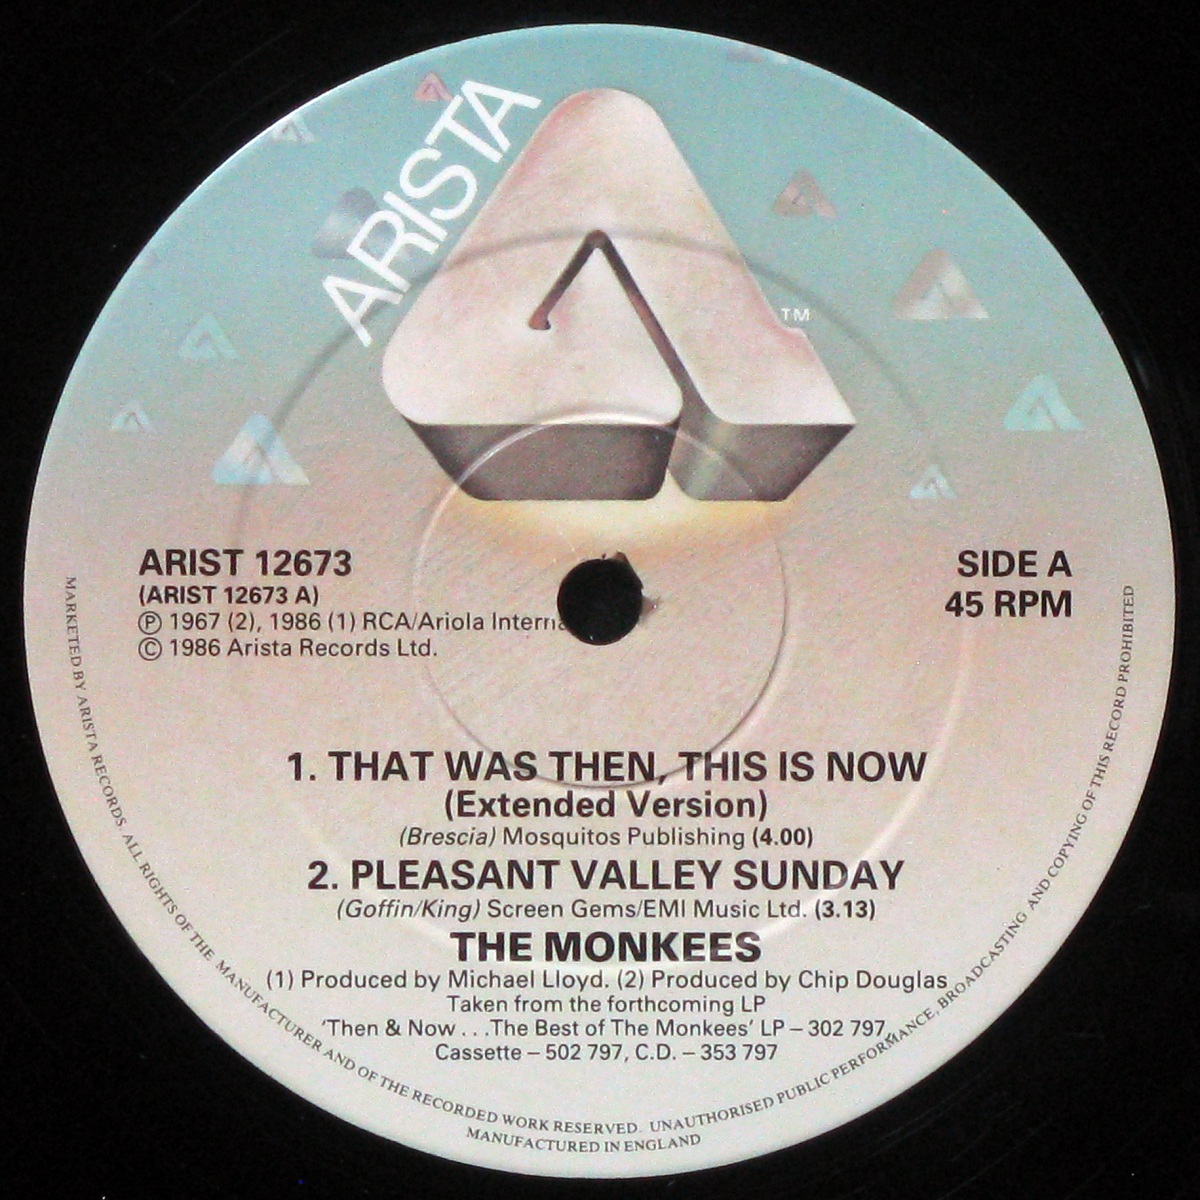 ARISTA
TM
ARIST 12673
(ARIST 12673 A)
Ⓟ 1967 (2), 1986 (1) RCA/Ariola
© 1986 Arista Records Ltd.
SIDE A
45 RPM
1. THAT WAS THEN, THIS IS NOW
(Extended Version)
(Brescia) Mosquitos Publishing (4.00)
2. PLEASANT VALLEY SUNDAY
(Goffin/King) Screen Gems/EMI Music Ltd. (3.13)
THE MONKEES
(1) Produced by Michael Lloyd. (2) Produced by Chip Douglas
Taken from the forthcoming LP
‘Then & Now . . .The Best of The Monkees’ LP – 302 797,
Cassette – 502 797, C.D. – 353 797
MARKETED BY ARISTA RECORDS. ALL RIGHTS OF THE MANUFACTURER AND OF THE RECORDED WORK RESERVED. UNAUTHORISED PUBLIC PERFORMANCE, BROADCASTING AND COPYING OF THIS RECORD PROHIBITED
MANUFACTURED IN ENGLAND